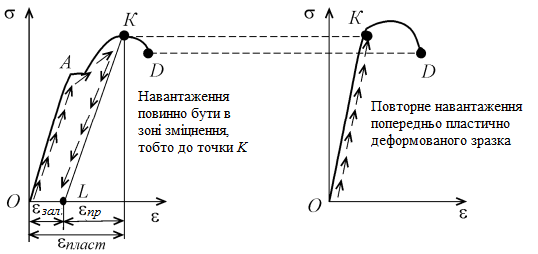 σ
K
A
D
Навантаження
повинно бути в
зоні зміцнення,
тобто до точки K
O
L
εзал.
εпр
ε
εпласт
σ
K
D
Повторне навантаження
попередньо пластично
деформованого зразка
O
ε